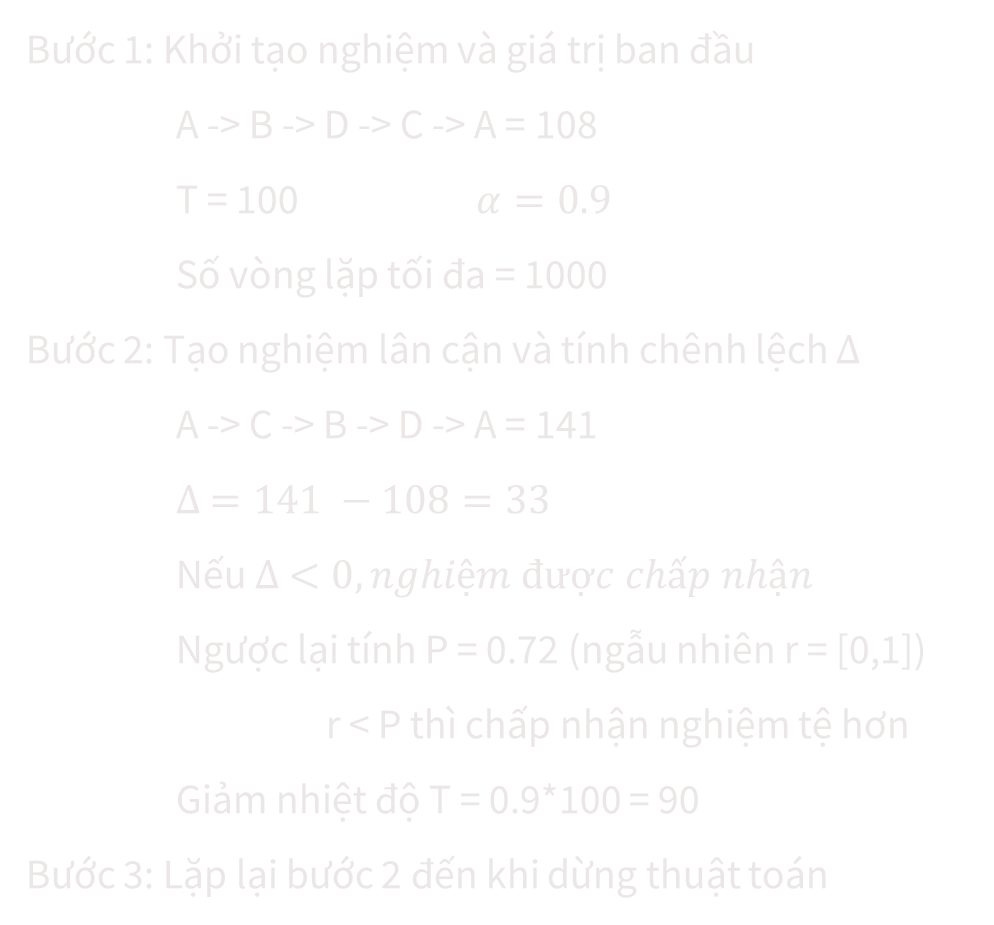 Bước 1: Khởi tạo nghiệm và giá trị ban đầu
A -> B -> D -> C -> A = 108
T = 100 𝛼 = 0.9
Số vòng lặp tối đa = 1000
Bước 2: Tạo nghiệm lân cận và tính chênh lệch Δ
A -> C -> B -> D -> A = 141
Δ = 141 − 108 = 33
Nếu Δ < 0, nghiệm được chấp nhận
Ngược lại tính P = 0.72 (ngẫu nhiên r = [0,1])
r < P thì chấp nhận nghiệm tệ hơn
Giảm nhiệt độ T = 0.9*100 = 90
Bước 3: Lặp lại bước 2 đến khi dừng thuật toán